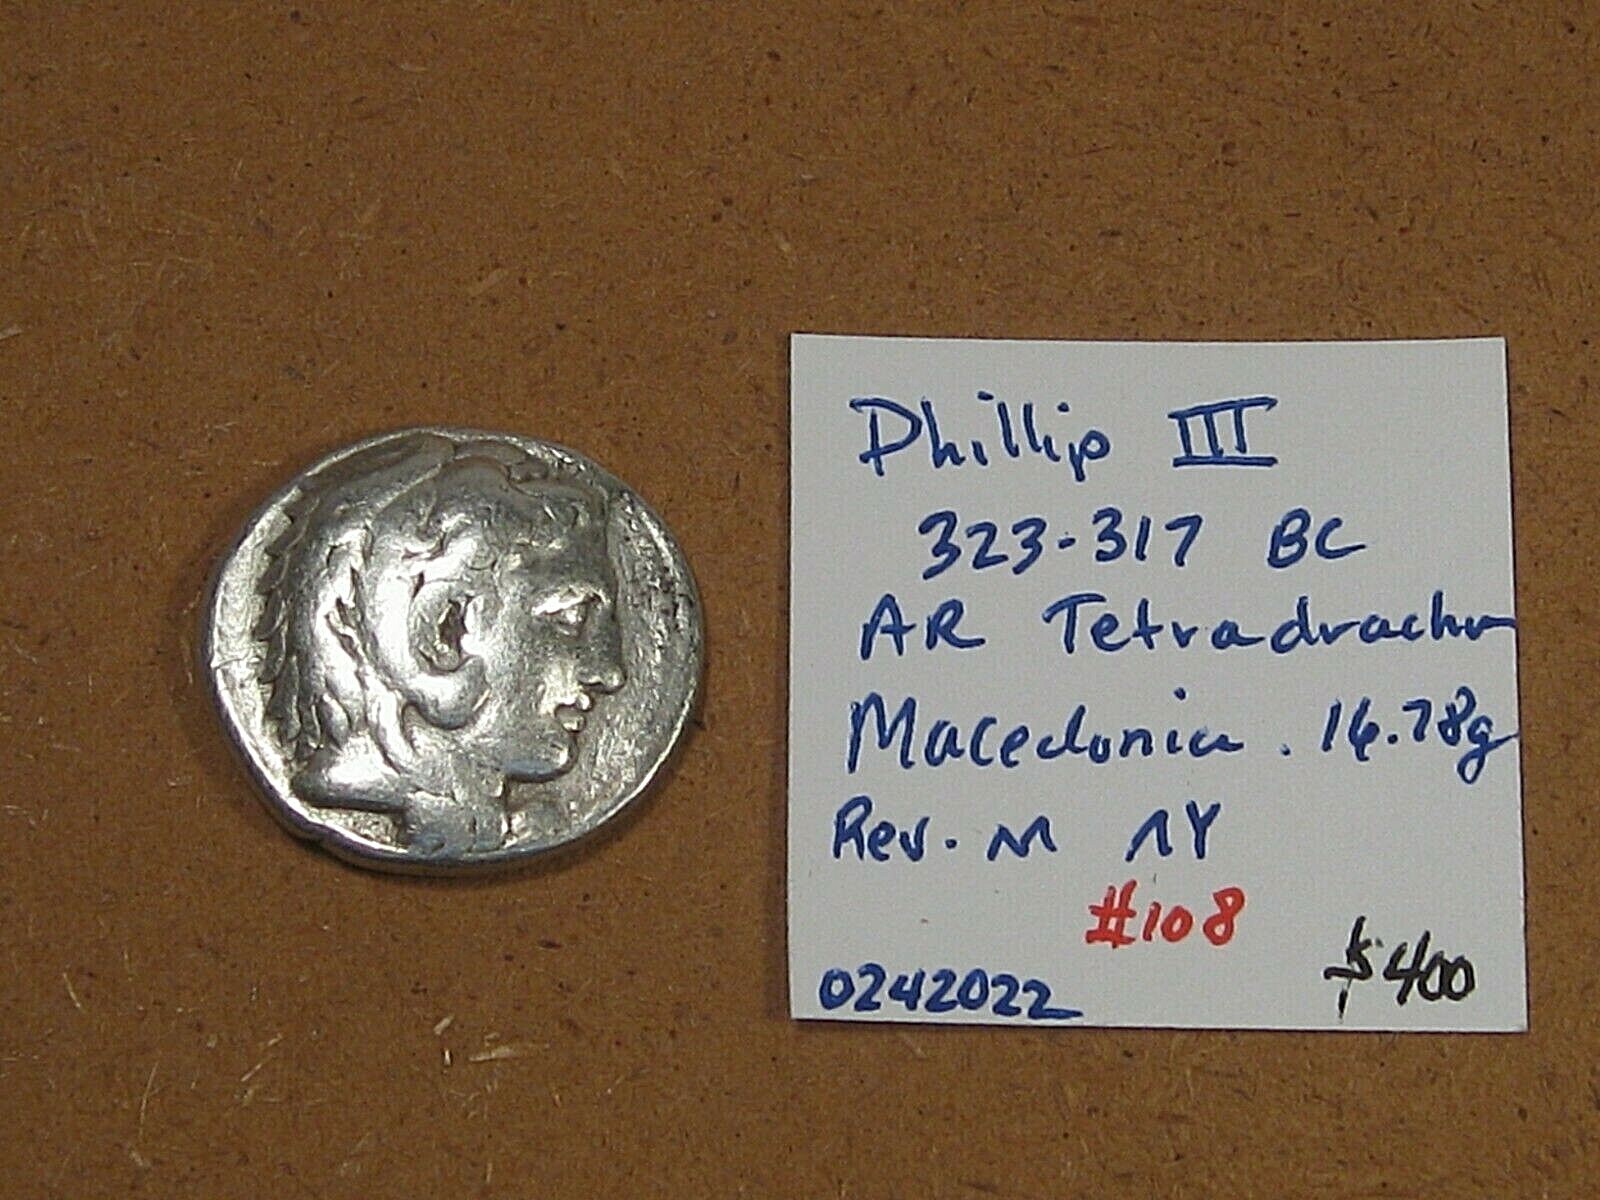 Phillip III
323-317 BC
AR Tetradrachm
Macedonia. 16.78g
Rev. M ΛY
#108
0242022 $400